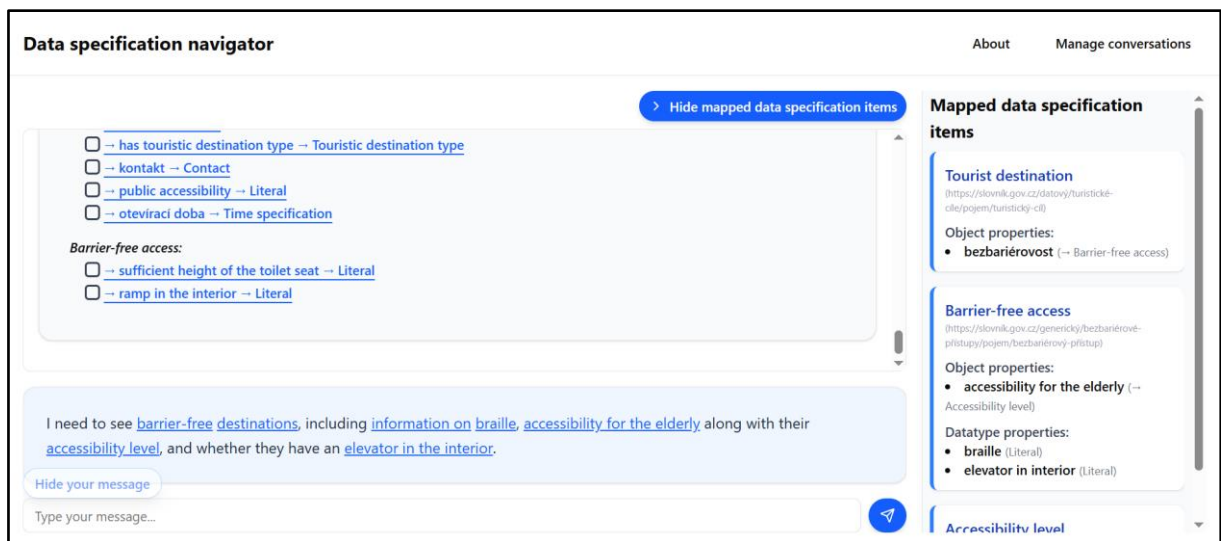 Data specification navigator
About
Manage conversations
Hide mapped data specification items
→ has touristic destination type → Touristic destination type
→ kontakt → Contact
→ public accessibility → Literal
→ otevírací doba → Time specification
Barrier-free access:
→ sufficient height of the toilet seat → Literal
→ ramp in the interior → Literal
I need to see barrier-free destinations, including information on braille, accessibility for the elderly along with their
accessibility level, and whether they have an elevator in the interior.
Hide your message
Type your message...
Mapped data specification
items
Tourist destination
(https://slovník.gov.cz/datový/turistické-
cíle/pojem/turistický-cíl)
Object properties:
• bezbariérovost (→ Barrier-free access)
Barrier-free access
(https://slovník.gov.cz/generický/bezbariérové-
přístupy/pojem/bezbariérový-přístup)
Object properties:
• accessibility for the elderly (→
Accessibility level)
Datatype properties:
• braille (Literal)
• elevator in interior (Literal)
Accessibility level